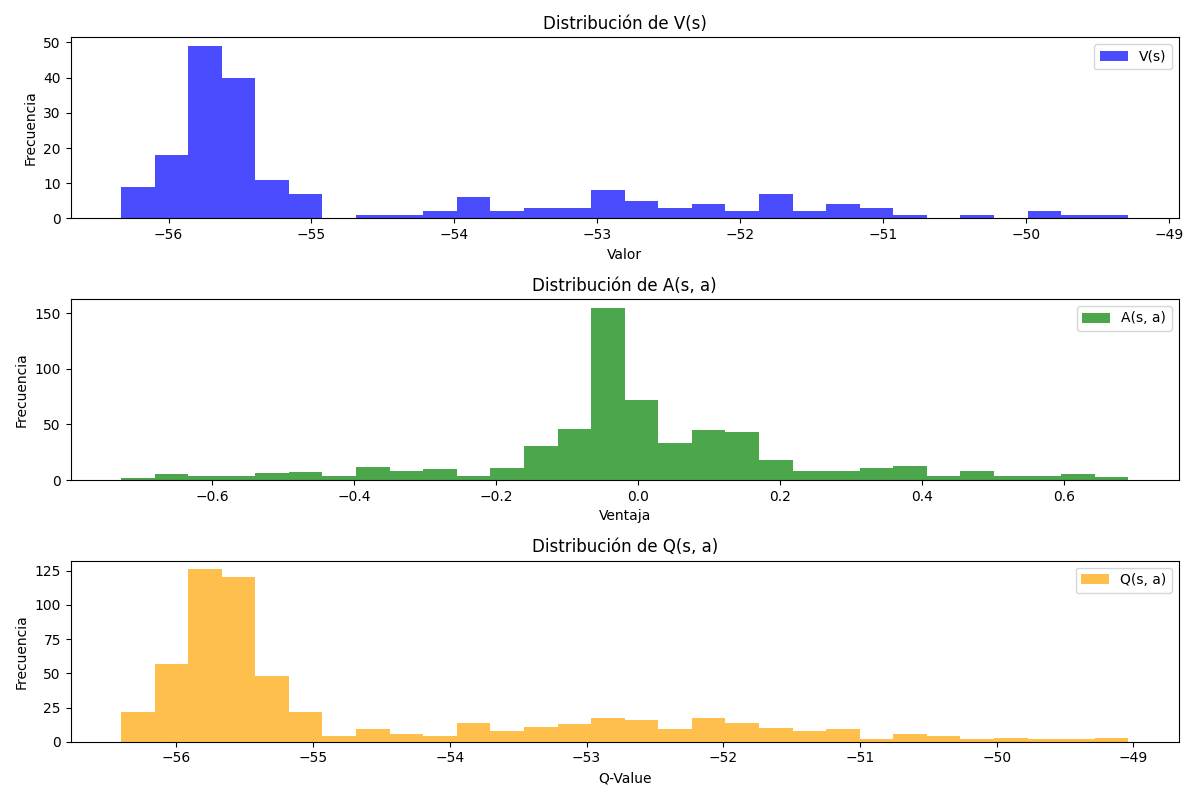 Distribución de V(s)
Frecuencia
50
40
30
20
10
0
V(s)
−56 −55 −54 −53 −52 −51 −50 −49
Valor
Distribución de A(s, a)
Frecuencia
150
100
50
0
A(s, a)
−0.6 −0.4 −0.2 0.0 0.2 0.4 0.6
Ventaja
Distribución de Q(s, a)
Frecuencia
125
100
75
50
25
0
Q(s, a)
−56 −55 −54 −53 −52 −51 −50 −49
Q-Value